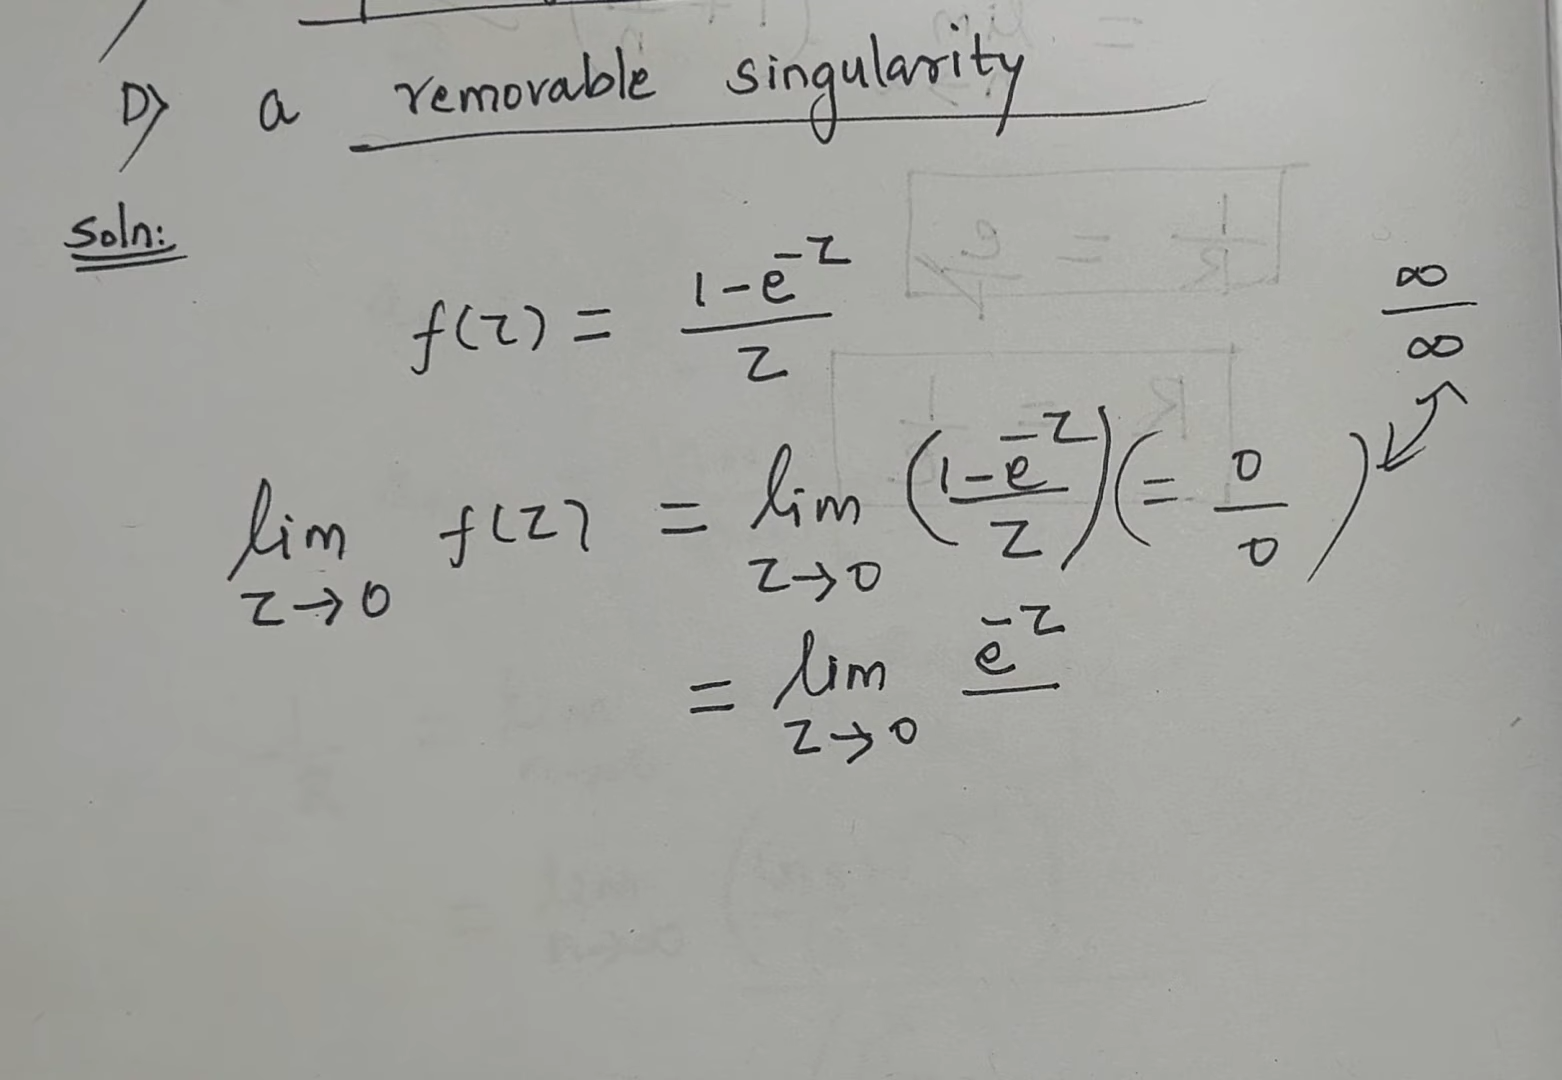 D) a removable singularity
Soln:
f(z) = (1-e^-z)/z
∞/∞
lim z→0 f(z) = lim z→0 ((1-e^-z)/z) (= 0/0)
= lim z→0 e^-z